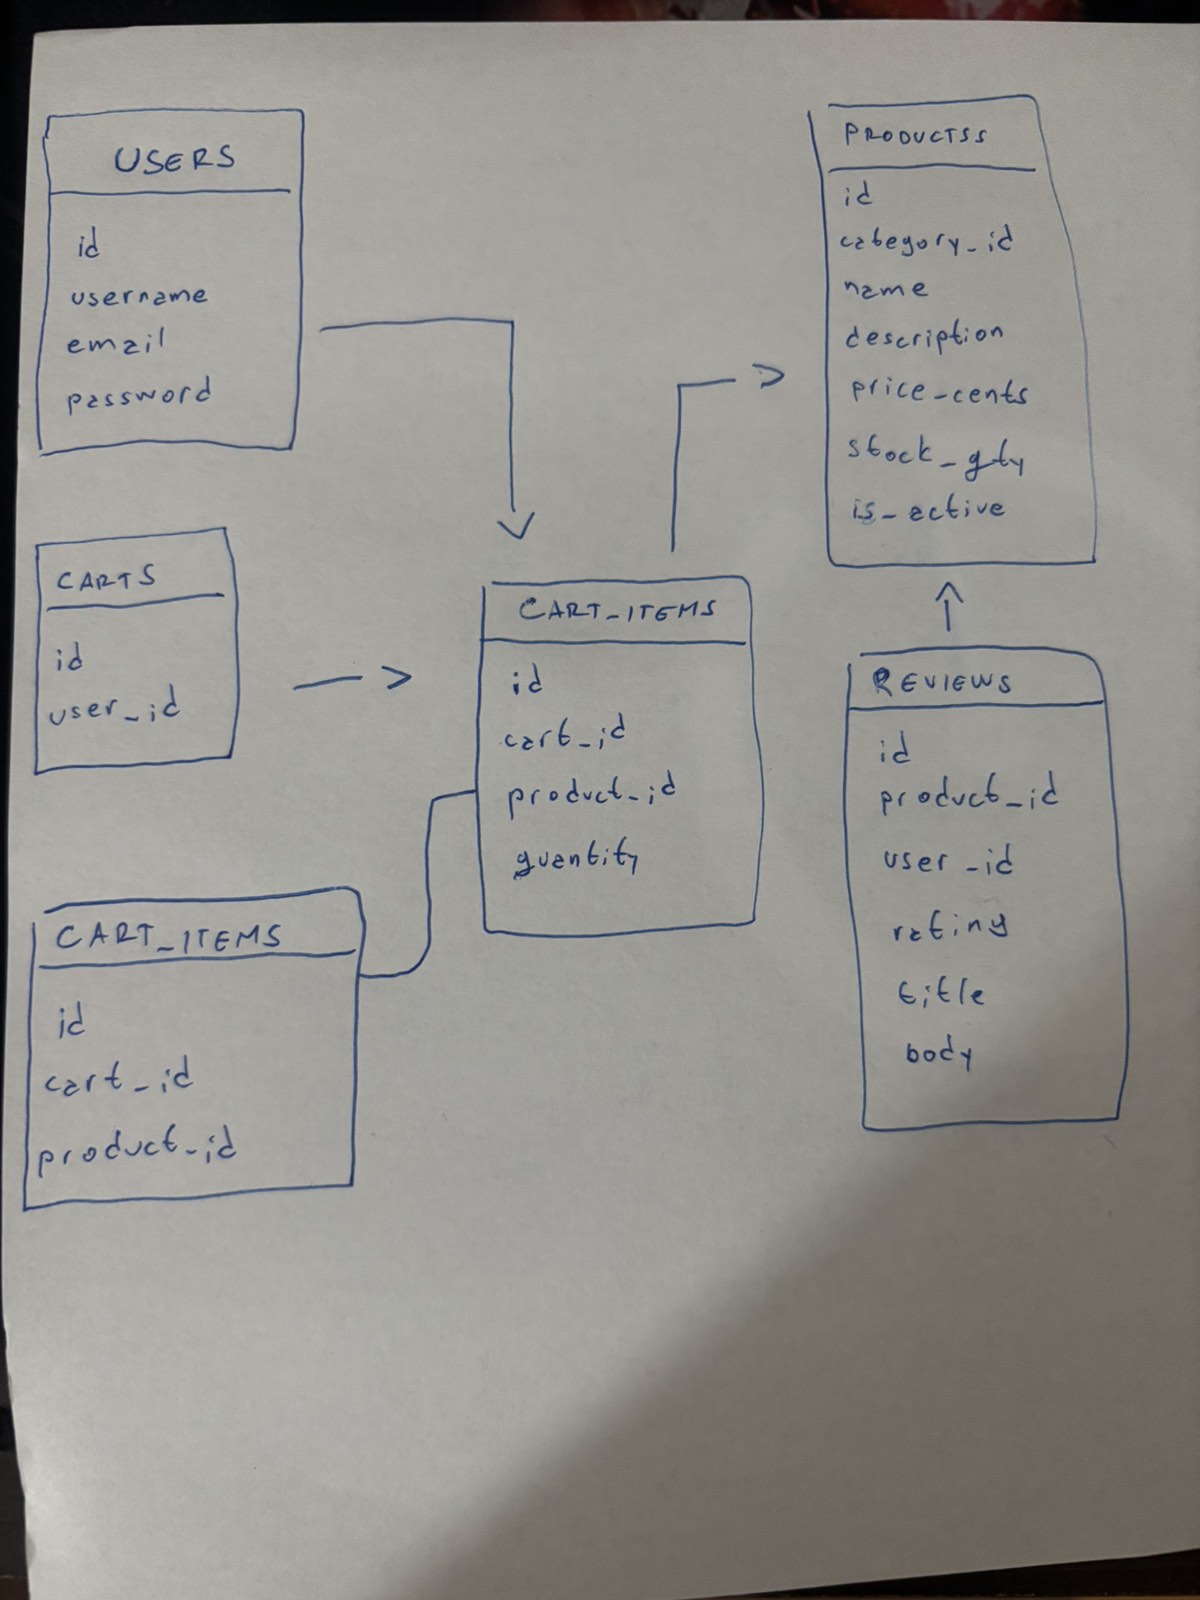 USERS
id
username
email
password
CARTS
id
user_id
CART_ITEMS
id
cart_id
product_id
CART_ITEMS
id
cart_id
product_id
quantity
PRODUCTSS
id
category_id
name
description
price_cents
stock_qty
is_active
REVIEWS
id
product_id
user_id
rating
title
body